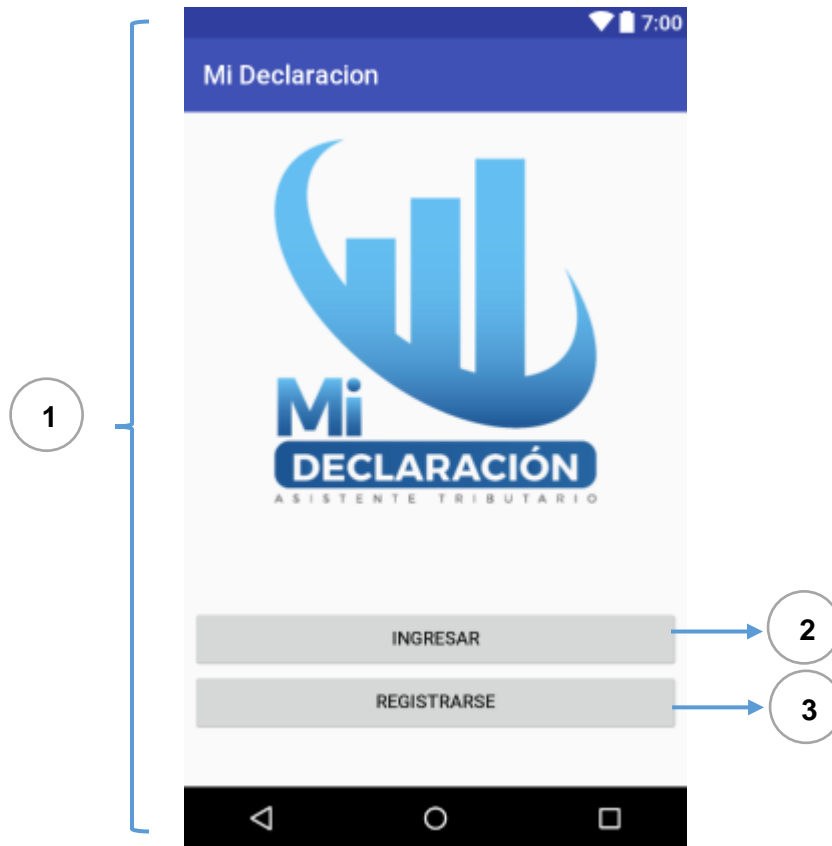 7:00
Mi Declaracion
Mi
DECLARACIÓN
ASISTENTE TRIBUTARIO
1
INGRESAR
2
REGISTRARSE
3